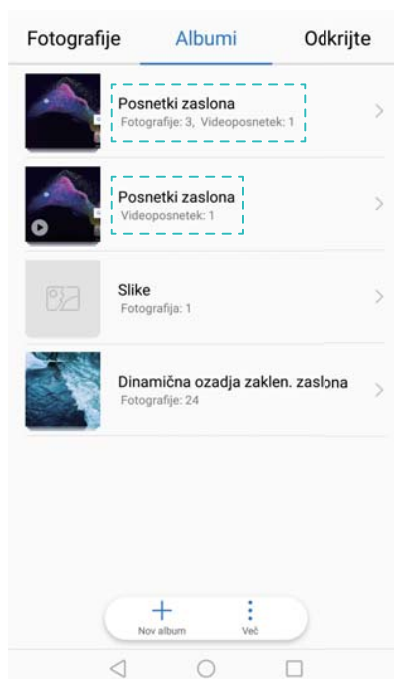 Fotografije Albumi Odkrijte
Posnetki zaslona
Fotografije: 3, Videoposnetek: 1
Posnetki zaslona
Videoposnetek: 1
Slike
Fotografija: 1
Dinamična ozadja zaklen. zaslona
Fotografije: 24
Nov album Več